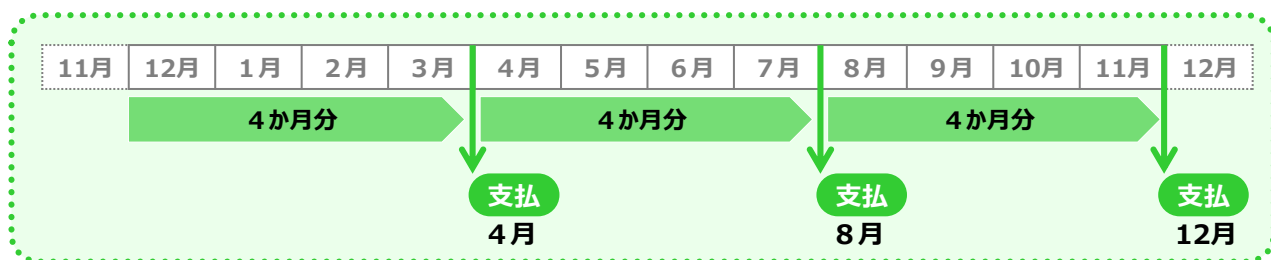 11月 12月 1月 2月 3月 4月 5月 6月 7月 8月 9月 10月 11月 12月
4か月分 4か月分 4か月分
支払 支払 支払
4月 8月 12月